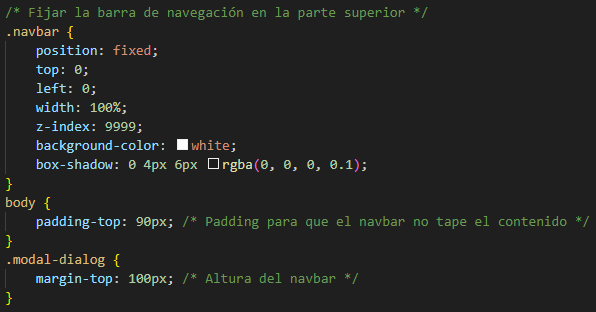 /* Fijar la barra de navegación en la parte superior */
.navbar {
    position: fixed;
    top: 0;
    left: 0;
    width: 100%;
    z-index: 9999;
    background-color: white;
    box-shadow: 0 4px 6px rgba(0, 0, 0, 0.1);
}
body {
    padding-top: 90px; /* Padding para que el navbar no tape el contenido */
}
.modal-dialog {
    margin-top: 100px; /* Altura del navbar */
}